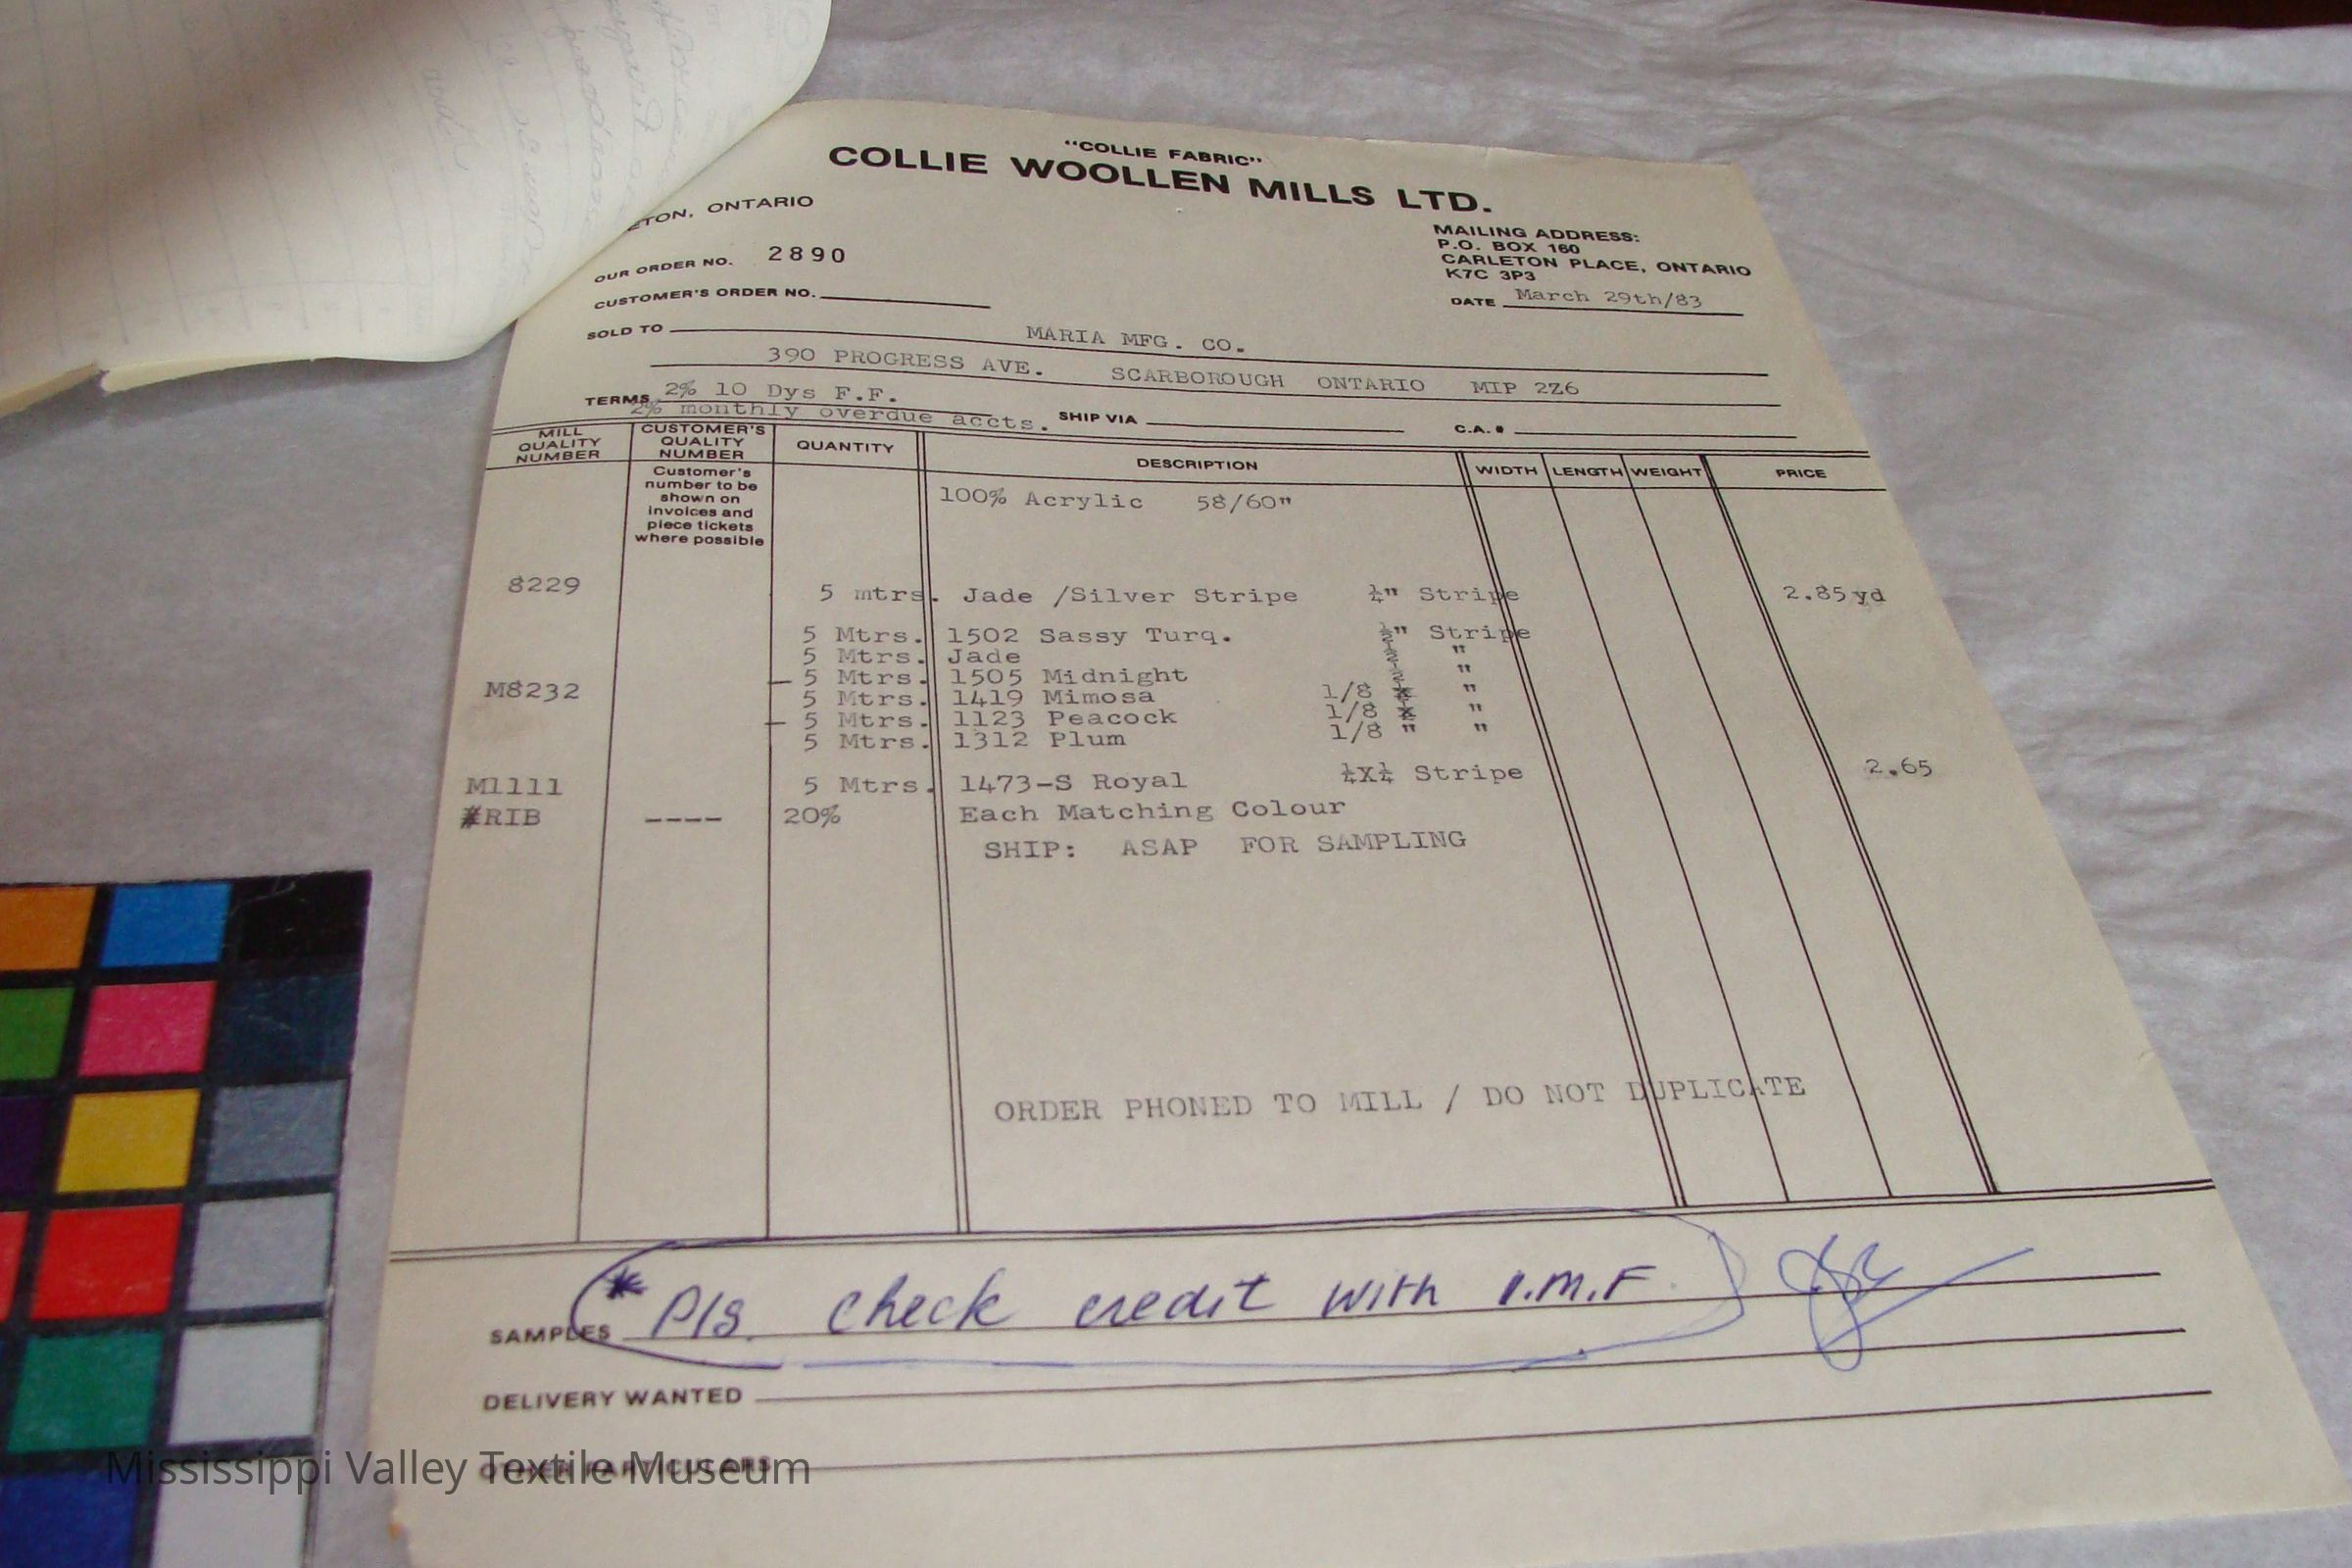 "COLLIE FABRIC"
COLLIE WOOLLEN MILLS LTD.
ETON, ONTARIO
MAILING ADDRESS:
P.O. BOX 160
CARLETON PLACE, ONTARIO
K7C 3P3
OUR ORDER NO. 2890
CUSTOMER'S ORDER NO.
DATE March 29th/83
SOLD TO MARIA MFG. CO.
390 PROGRESS AVE. SCARBOROUGH ONTARIO MIP 2Z6
TERMS 2% 10 Dys F.F.
2% monthly overdue accts. SHIP VIA C.A. #
MILL QUALITY NUMBER CUSTOMER'S QUALITY NUMBER QUANTITY DESCRIPTION WIDTH LENGTH WEIGHT PRICE
Customer's
number to be
shown on
invoices and
piece tickets
where possible
100% Acrylic 58/60"
8229 5 mtrs. Jade /Silver Stripe ¼" Stripe 2.85 yd
5 Mtrs. 1502 Sassy Turq. " Stripe
5 Mtrs. Jade "
— 5 Mtrs. 1505 Midnight "
M8232 5 Mtrs. 1419 Mimosa 1/8 "
— 5 Mtrs. 1123 Peacock 1/8 "
5 Mtrs. 1312 Plum 1/8 " "
M1111 5 Mtrs. 1473-S Royal ¼X¼ Stripe 2.65
#RIB ---- 20% Each Matching Colour
SHIP: ASAP FOR SAMPLING
ORDER PHONED TO MILL / DO NOT DUPLICATE
SAMPLES * Pls. check credit with I.M.F.
DELIVERY WANTED
OTHER PARTICULARS
Mississippi Valley Textile Museum